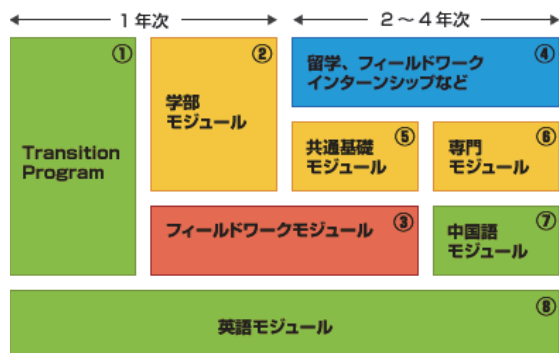 1年次
2〜4年次
①
Transition
Program
②
学部
モジュール
④
留学、フィールドワーク
インターンシップなど
⑤
共通基礎
モジュール
⑥
専門
モジュール
③
フィールドワークモジュール
⑦
中国語
モジュール
⑧
英語モジュール